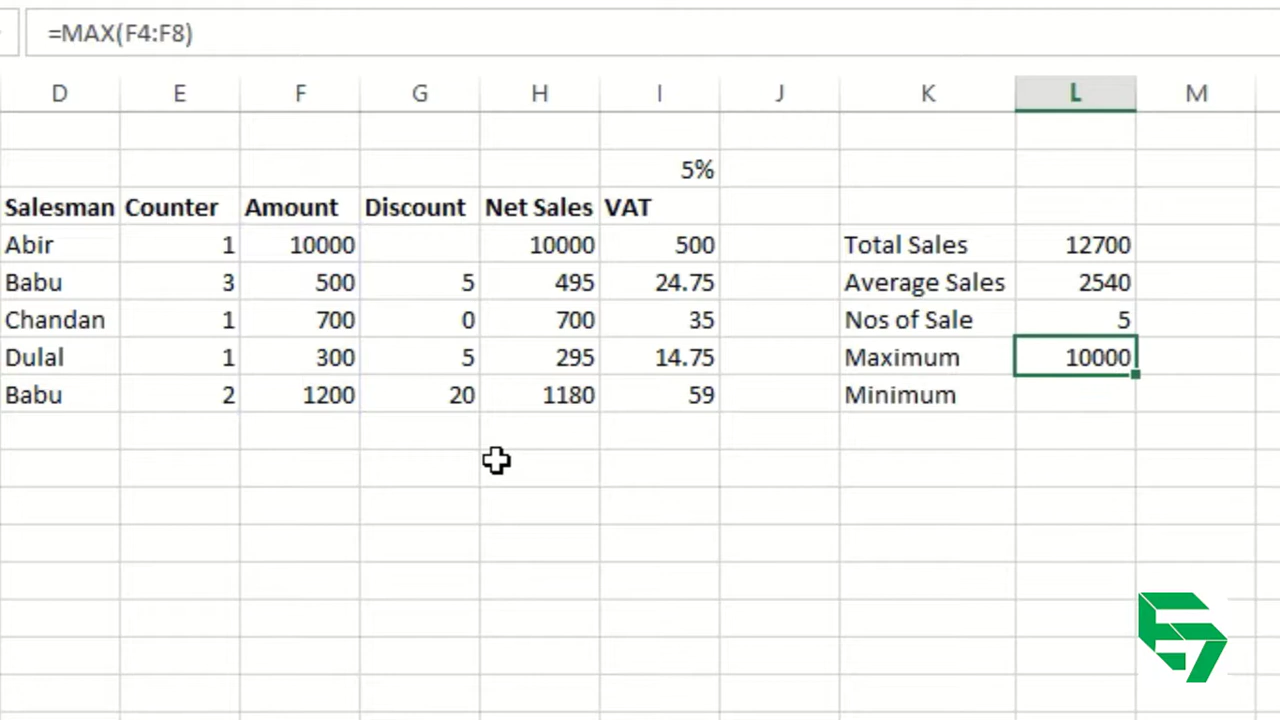 =MAX(F4:F8)
D E F G H I J K L M
5%
Salesman Counter Amount Discount Net Sales VAT
Abir 1 10000 10000 500 Total Sales 12700
Babu 3 500 5 495 24.75 Average Sales 2540
Chandan 1 700 0 700 35 Nos of Sale 5
Dulal 1 300 5 295 14.75 Maximum 10000
Babu 2 1200 20 1180 59 Minimum